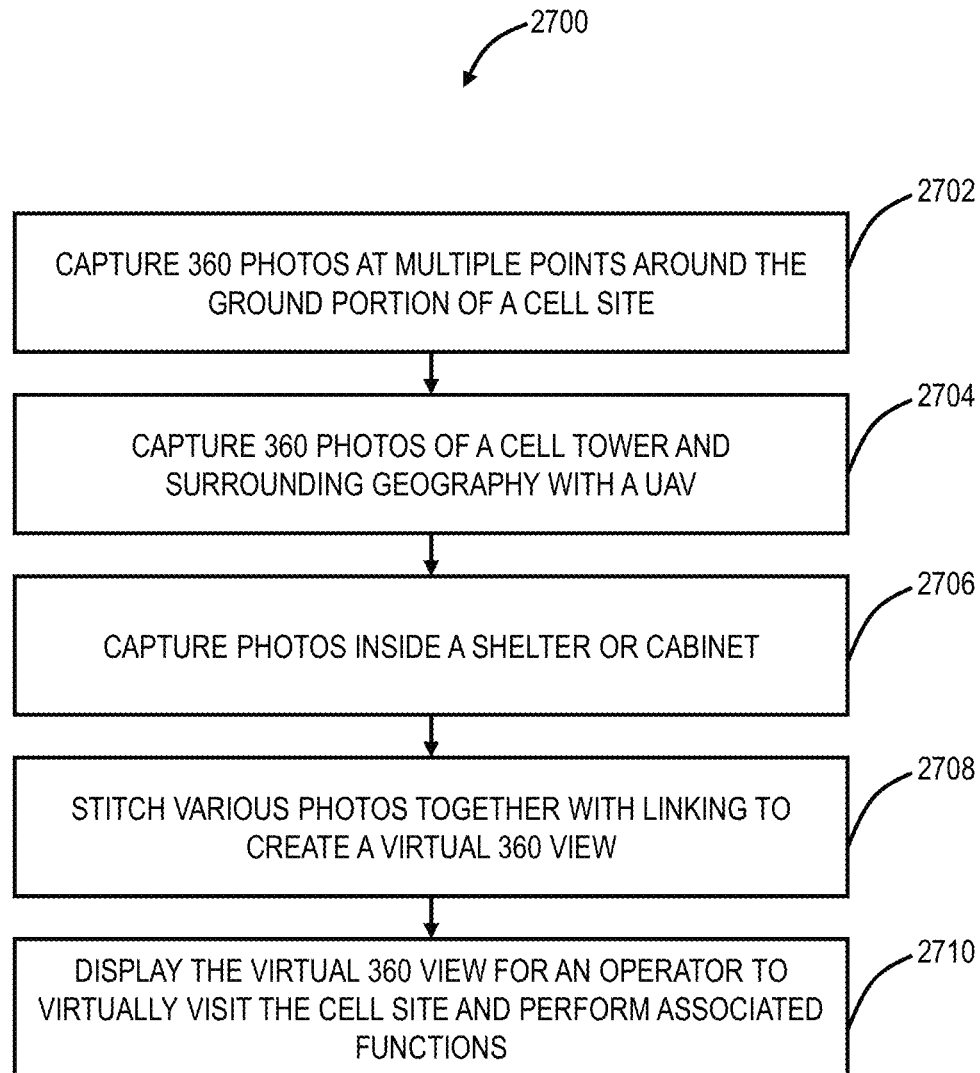 2700
2702
CAPTURE 360 PHOTOS AT MULTIPLE POINTS AROUND THE
GROUND PORTION OF A CELL SITE
2704
CAPTURE 360 PHOTOS OF A CELL TOWER AND
SURROUNDING GEOGRAPHY WITH A UAV
2706
CAPTURE PHOTOS INSIDE A SHELTER OR CABINET
2708
STITCH VARIOUS PHOTOS TOGETHER WITH LINKING TO
CREATE A VIRTUAL 360 VIEW
2710
DISPLAY THE VIRTUAL 360 VIEW FOR AN OPERATOR TO
VIRTUALLY VISIT THE CELL SITE AND PERFORM ASSOCIATED
FUNCTIONS